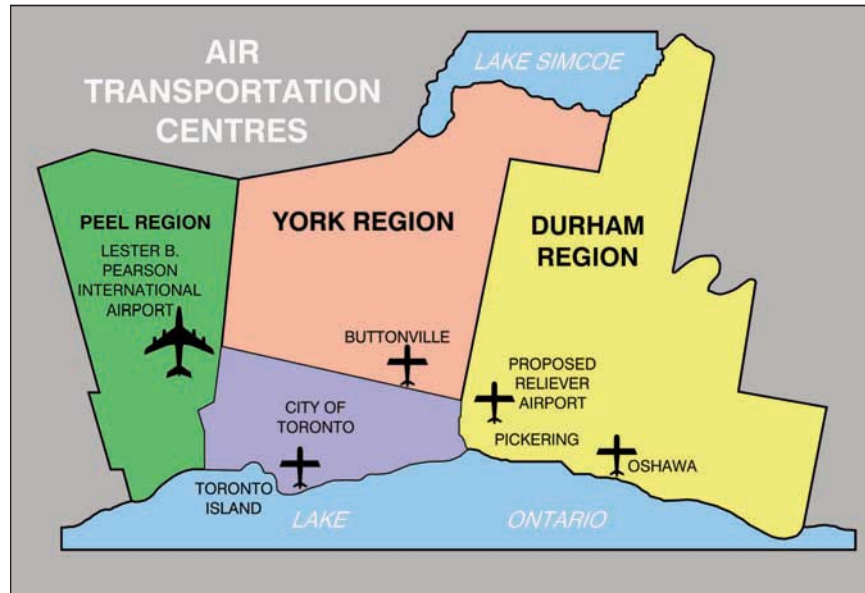 AIR
TRANSPORTATION
CENTRES
LAKE SIMCOE
PEEL REGION
LESTER B.
PEARSON
INTERNATIONAL
AIRPORT
YORK REGION
DURHAM
REGION
BUTTONVILLE
PROPOSED
RELIEVER
AIRPORT
CITY OF
TORONTO
PICKERING
OSHAWA
TORONTO
ISLAND
LAKE
ONTARIO